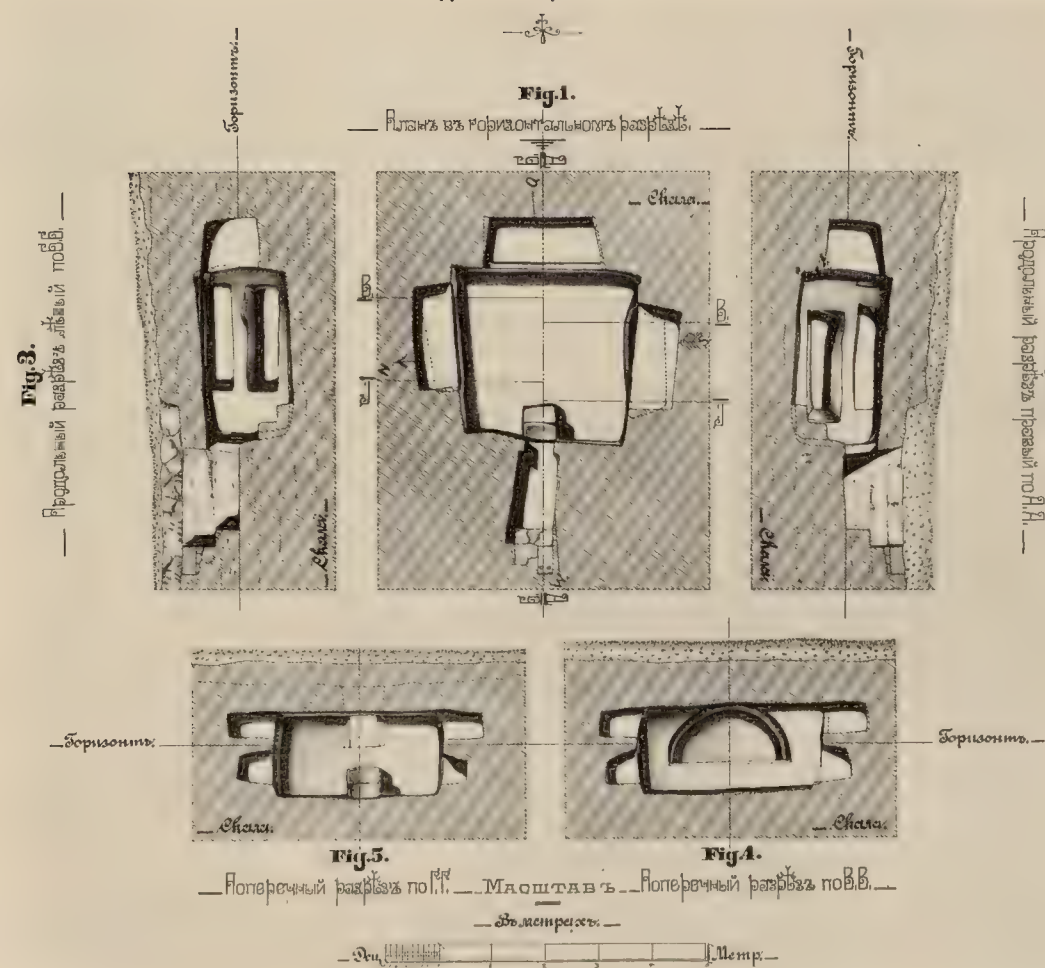 Fig.1.
Планъ въ горизонтальномъ разрѣзѣ.
Горизонтъ.
Горизонтъ.
Скала.
В.
N
Fig.3.
Продольный разрѣзъ лѣвый по Б.Б.
Продольный разрѣзъ правый по А.А.
Скала.
Скала.
Горизонтъ.
Горизонтъ.
Скала.
Скала.
Fig.5.
Fig.4.
Поперечный разрѣзъ по Г.Г.
Масштабъ
Поперечный разрѣзъ по В.В.
Въ метрахъ.
Метр.